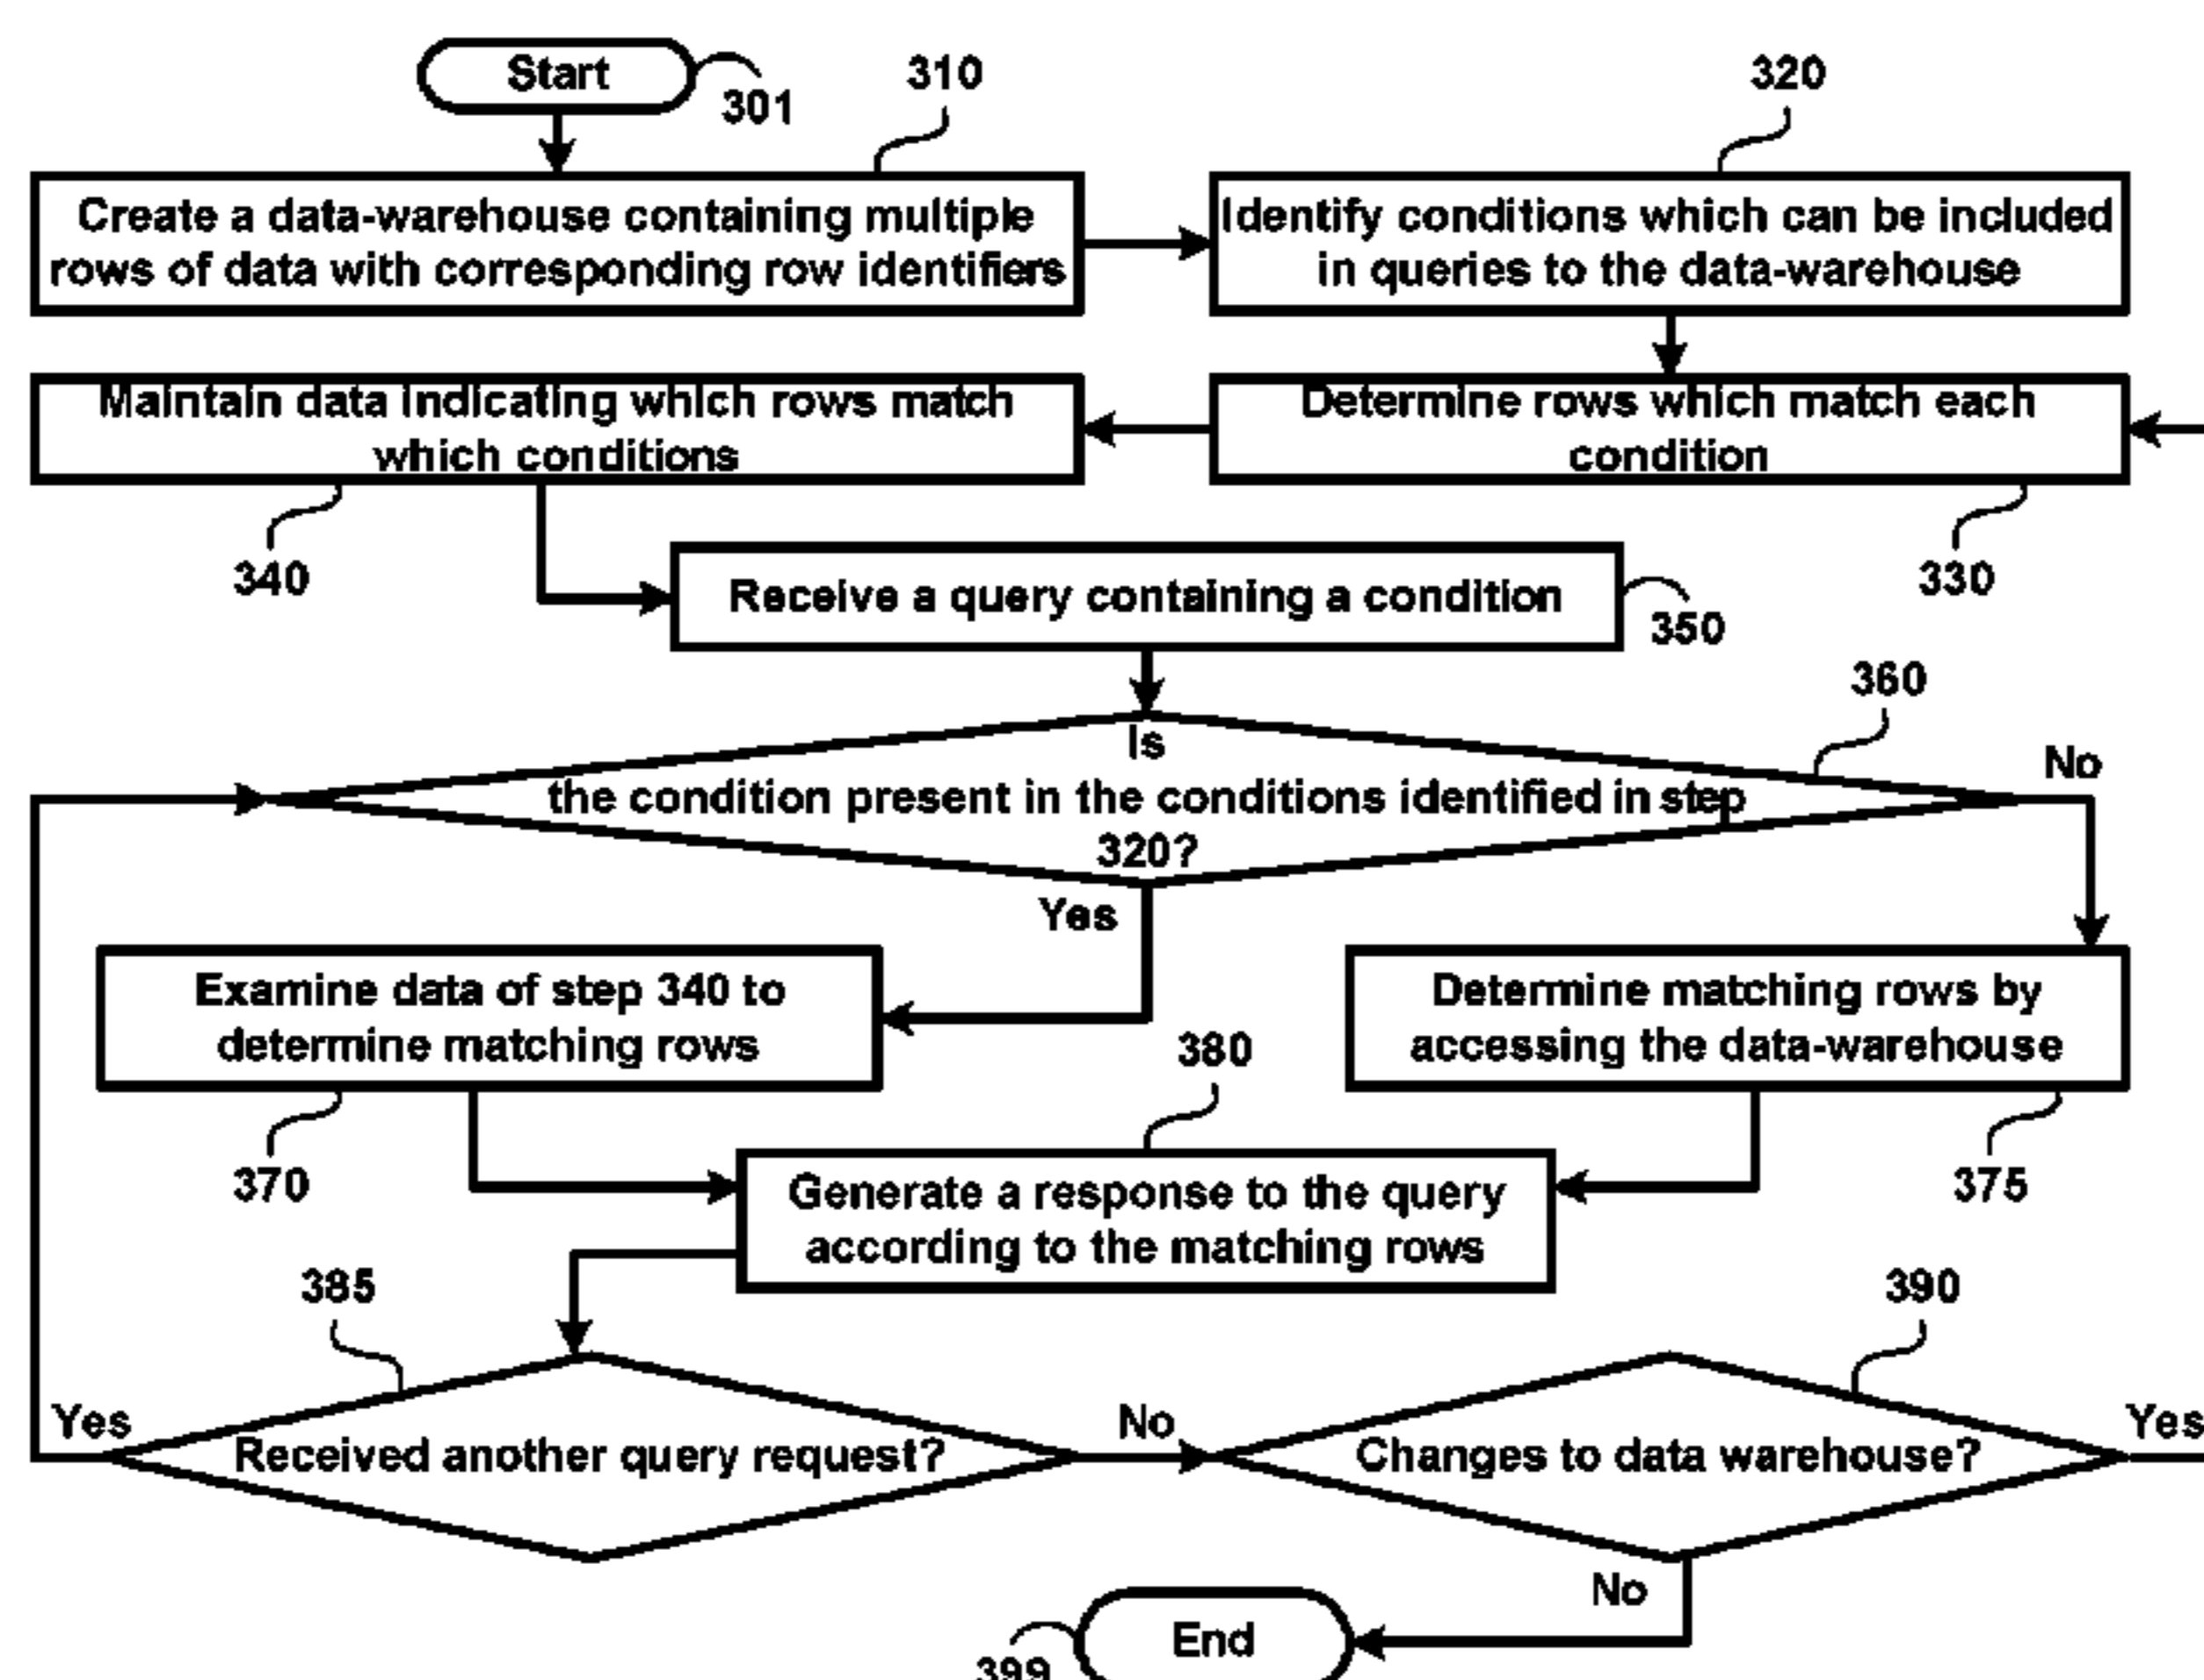 Start
301
310
320
Create a data-warehouse containing multiple
rows of data with corresponding row identifiers
Identify conditions which can be included
in queries to the data-warehouse
Maintain data indicating which rows match
which conditions
Determine rows which match each
condition
340
330
Receive a query containing a condition
350
360
Is
the condition present in the conditions identified in step
320?
No
Yes
Examine data of step 340 to
determine matching rows
Determine matching rows by
accessing the data-warehouse
370
380
375
Generate a response to the query
according to the matching rows
385
390
Yes
Received another query request?
No
Changes to data warehouse?
Yes
No
End
399